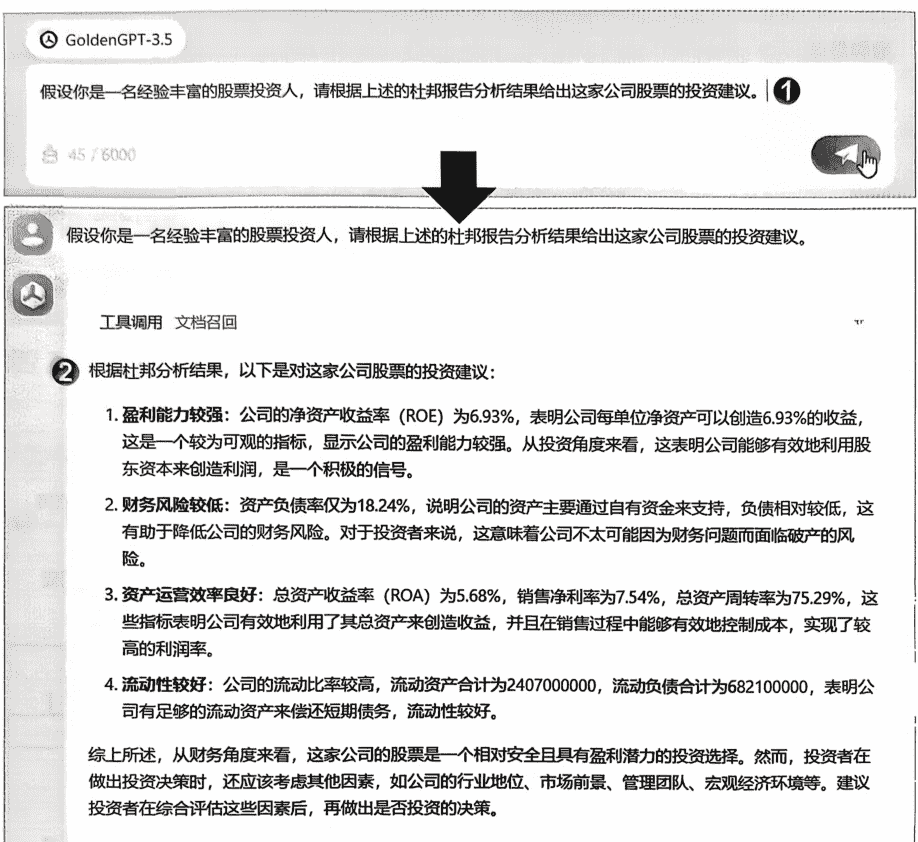 GoldenGPT-3.5
假设你是一名经验丰富的股票投资人，请根据上述的杜邦报告分析结果给出这家公司股票的投资建议。 1
45 / 6000
假设你是一名经验丰富的股票投资人，请根据上述的杜邦报告分析结果给出这家公司股票的投资建议。
工具调用 文档召回
2 根据杜邦分析结果，以下是对这家公司股票的投资建议：
1. 盈利能力较强：公司的净资产收益率（ROE）为6.93%，表明公司每单位净资产可以创造6.93%的收益，
这是一个较为可观的指标，显示公司的盈利能力较强。从投资角度来看，这表明公司能够有效地利用股
东资本来创造利润，是一个积极的信号。
2. 财务风险较低：资产负债率仅为18.24%，说明公司的资产主要通过自有资金来支持，负债相对较低，这
有助于降低公司的财务风险。对于投资者来说，这意味着公司不太可能因为财务问题而面临破产的风
险。
3. 资产运营效率良好：总资产收益率（ROA）为5.68%，销售净利率为7.54%，总资产周转率为75.29%，这
些指标表明公司有效地利用了其总资产来创造收益，并且在销售过程中能够有效地控制成本，实现了较
高的利润率。
4. 流动性较好：公司的流动比率较高，流动资产合计为2407000000，流动负债合计为682100000，表明公
司有足够的流动资产来偿还短期债务，流动性较好。
综上所述，从财务角度来看，这家公司的股票是一个相对安全且具有盈利潜力的投资选择。然而，投资者在
做出投资决策时，还应该考虑其他因素，如公司的行业地位、市场前景、管理团队、宏观经济环境等。建议
投资者在综合评估这些因素后，再做出是否投资的决策。